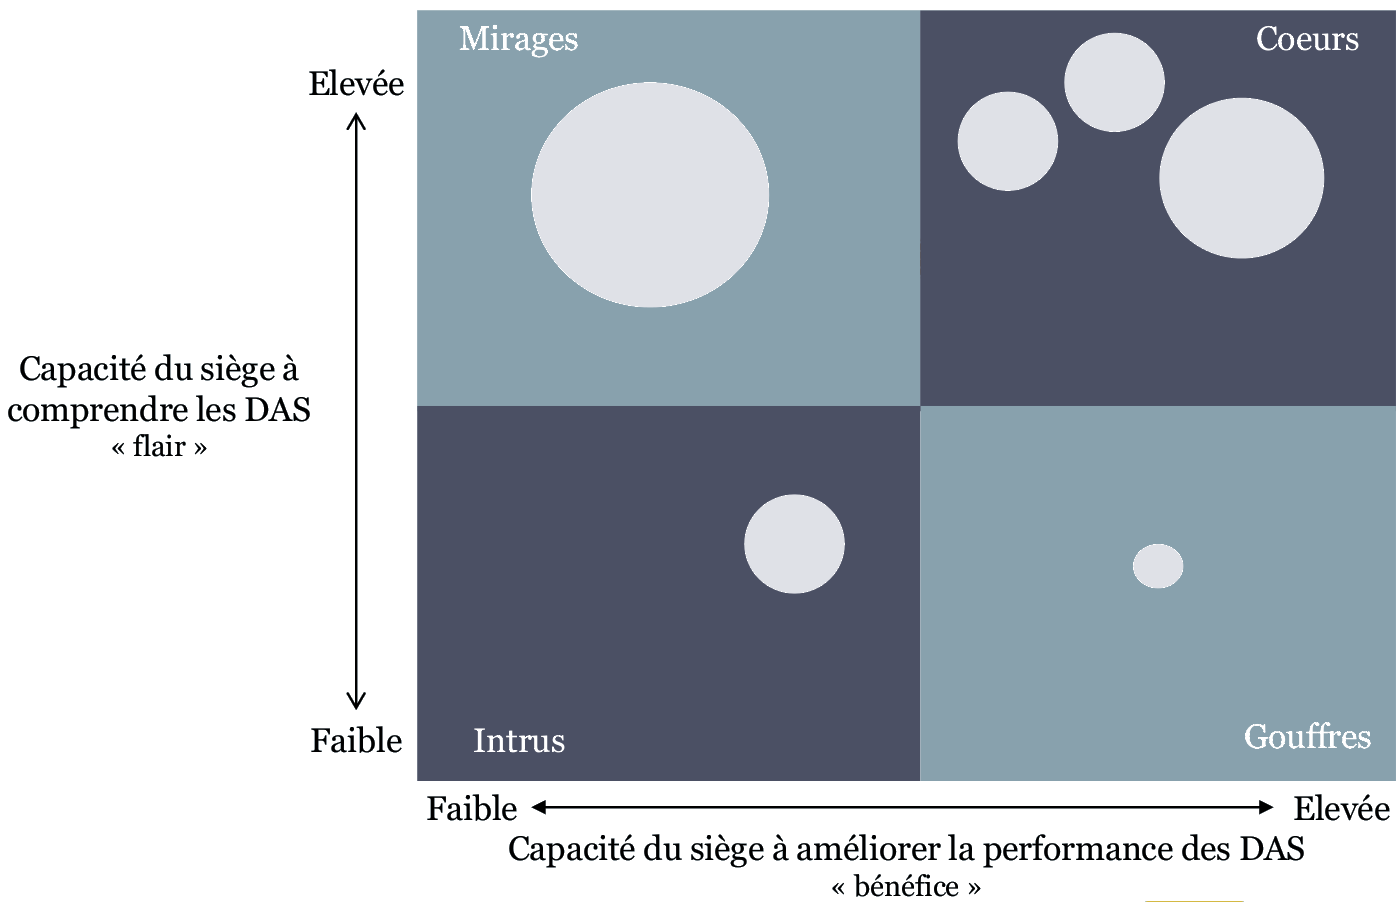 Mirages
Coeurs
Elevée
Capacité du siège à
comprendre les DAS
« flair »
Faible
Intrus
Gouffres
Faible
Elevée
Capacité du siège à améliorer la performance des DAS
« bénéfice »